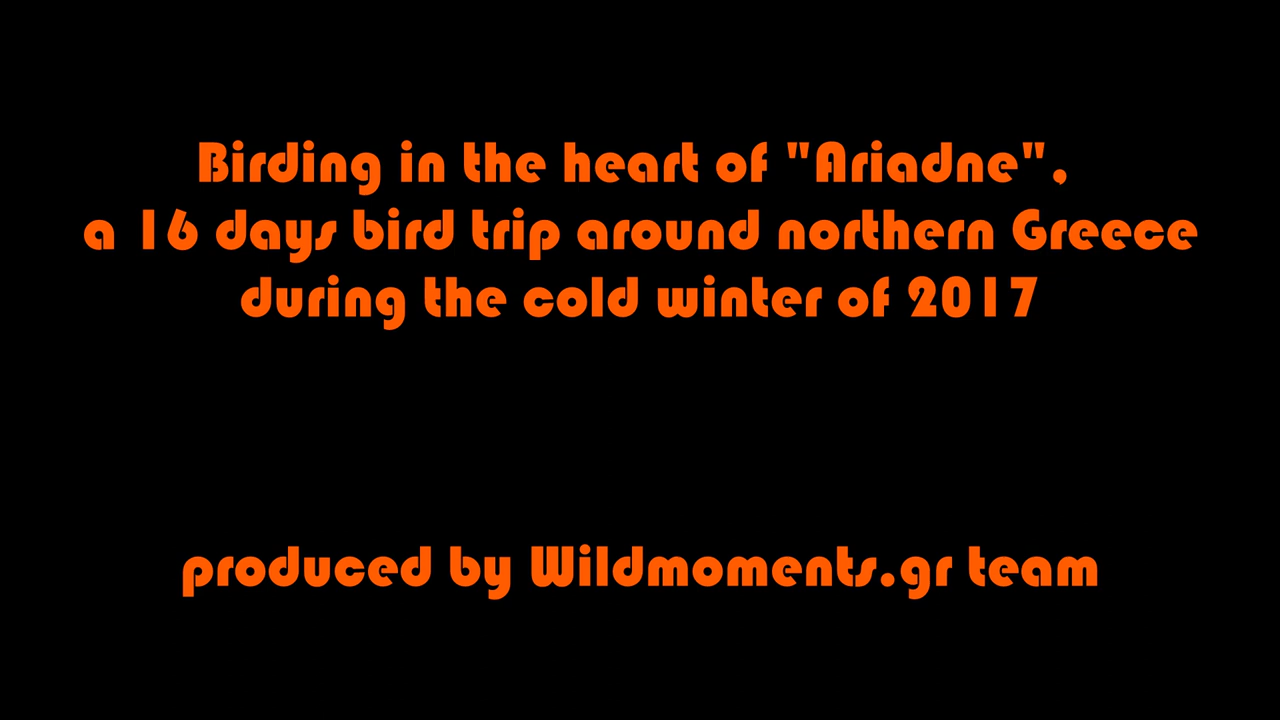 Birding in the heart of "Ariadne",
a 16 days bird trip around northern Greece
during the cold winter of 2017
produced by Wildmoments.gr team